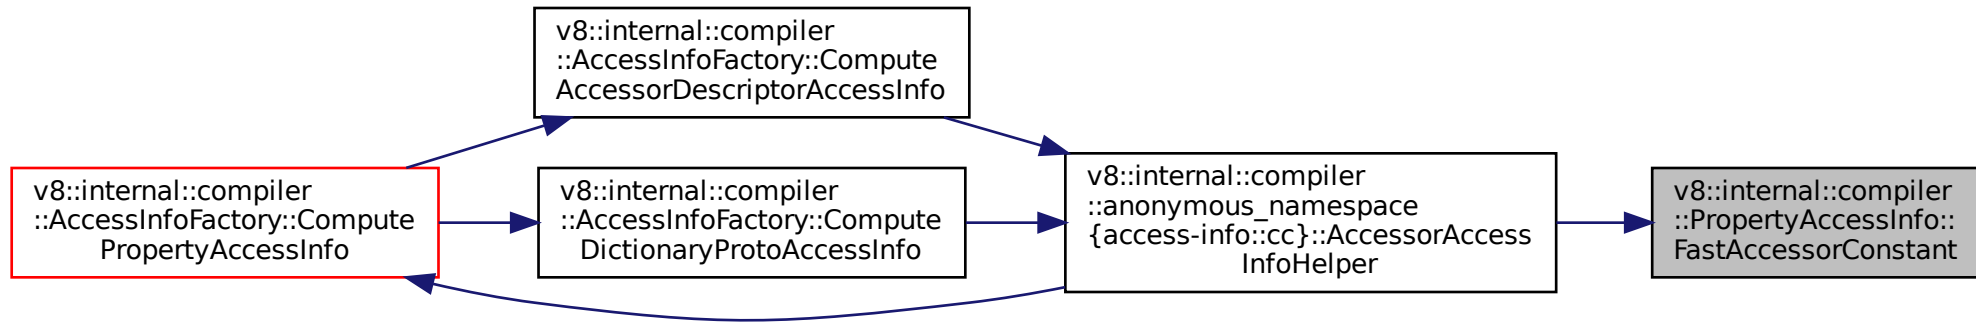 v8::internal::compiler
::AccessInfoFactory::Compute
AccessorDescriptorAccessInfo
v8::internal::compiler
::AccessInfoFactory::Compute
PropertyAccessInfo
v8::internal::compiler
::AccessInfoFactory::Compute
DictionaryProtoAccessInfo
v8::internal::compiler
::anonymous_namespace
{access-info::cc}::AccessorAccess
InfoHelper
v8::internal::compiler
::PropertyAccessInfo::
FastAccessorConstant